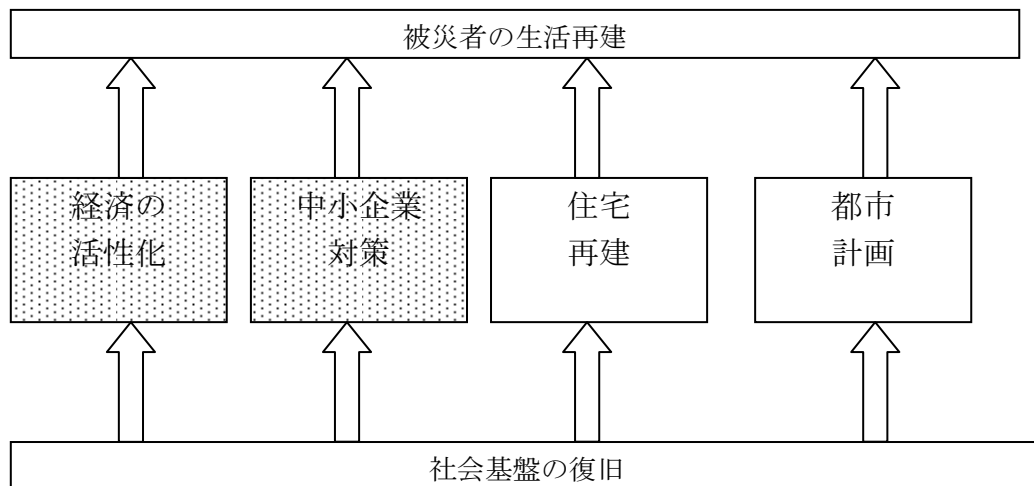 被災者の生活再建
経済の
活性化
中小企業
対策
住宅
再建
都市
計画
社会基盤の復旧